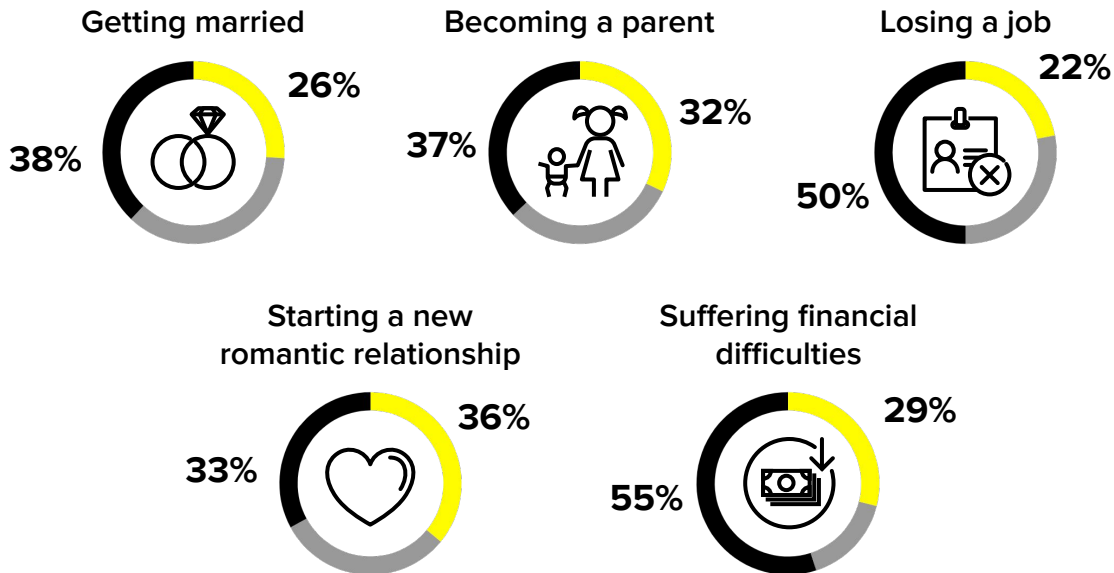 Getting married
26%
38%
Becoming a parent
32%
37%
Losing a job
22%
50%
Starting a new
romantic relationship
36%
33%
Suffering financial
difficulties
29%
55%